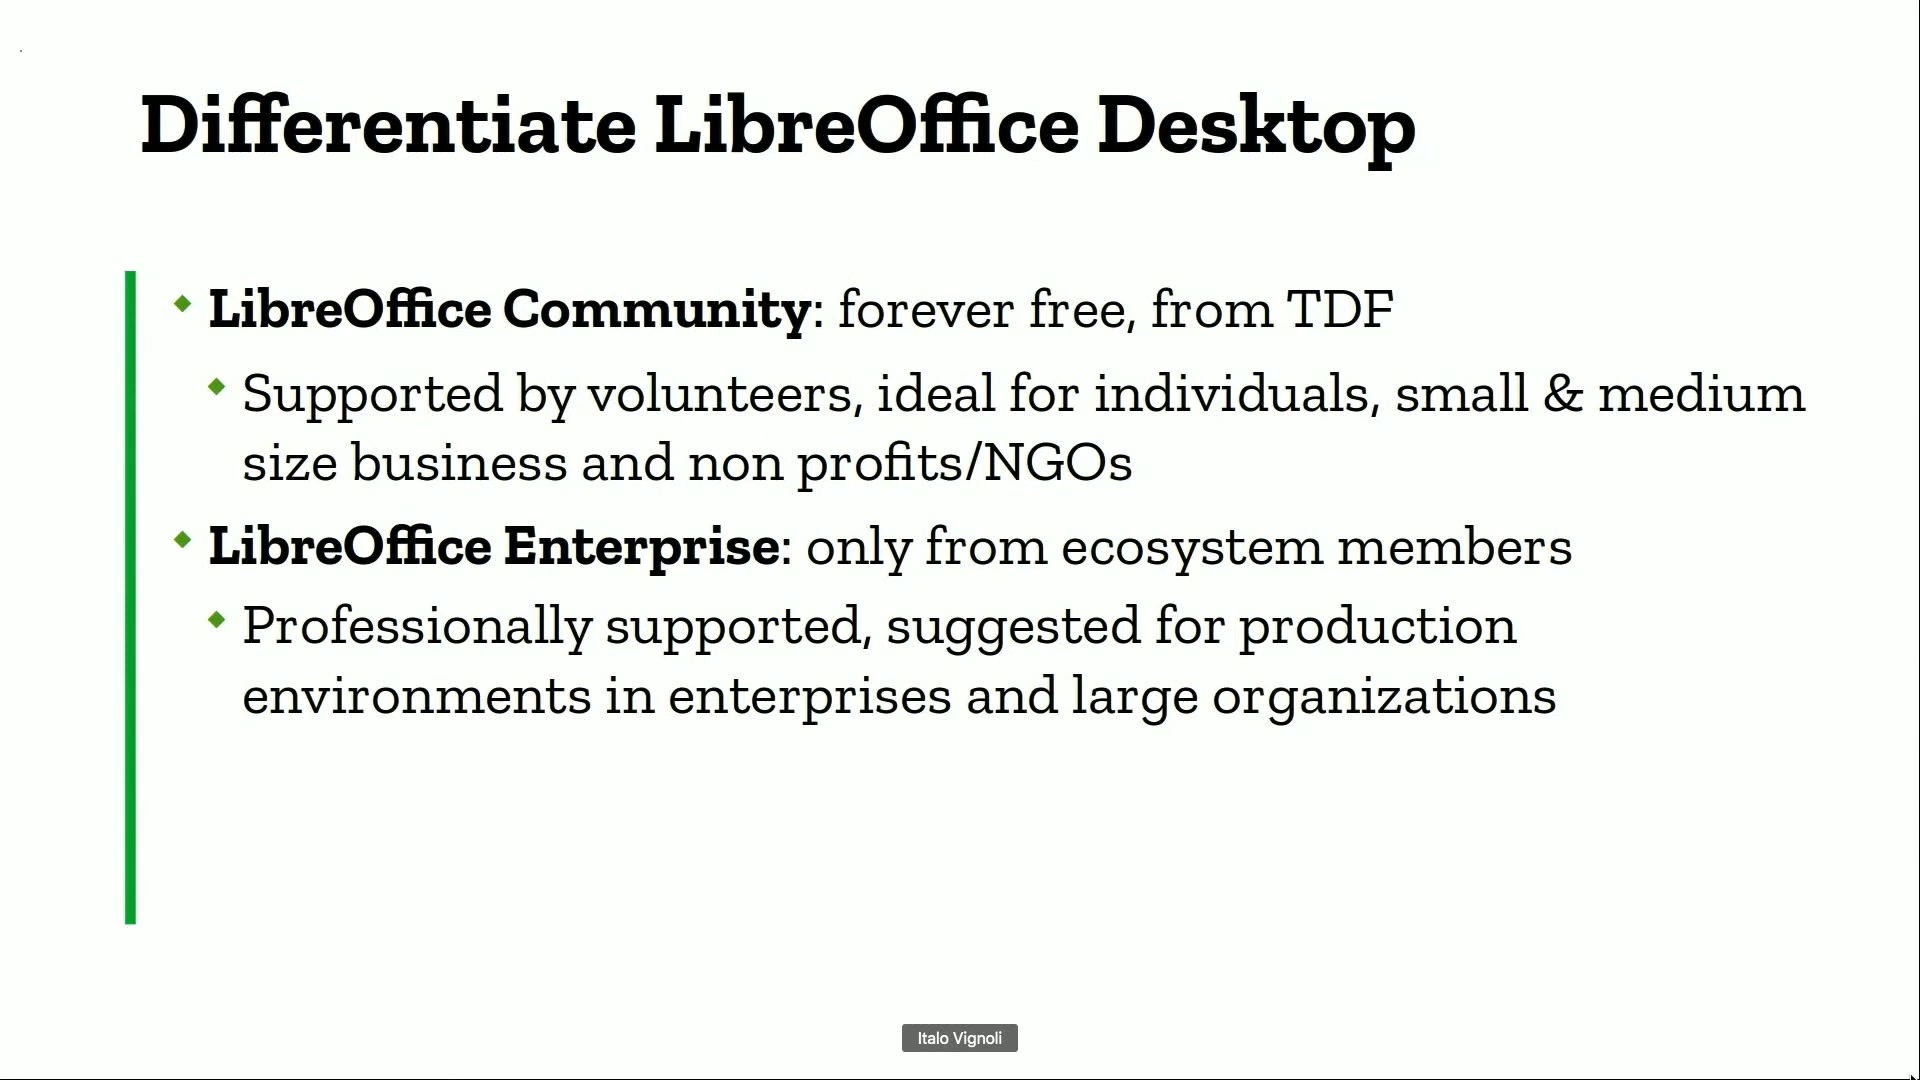 Differentiate LibreOffice Desktop
LibreOffice Community: forever free, from TDF
Supported by volunteers, ideal for individuals, small & medium
size business and non profits/NGOs
LibreOffice Enterprise: only from ecosystem members
Professionally supported, suggested for production
environments in enterprises and large organizations
Italo Vignoli